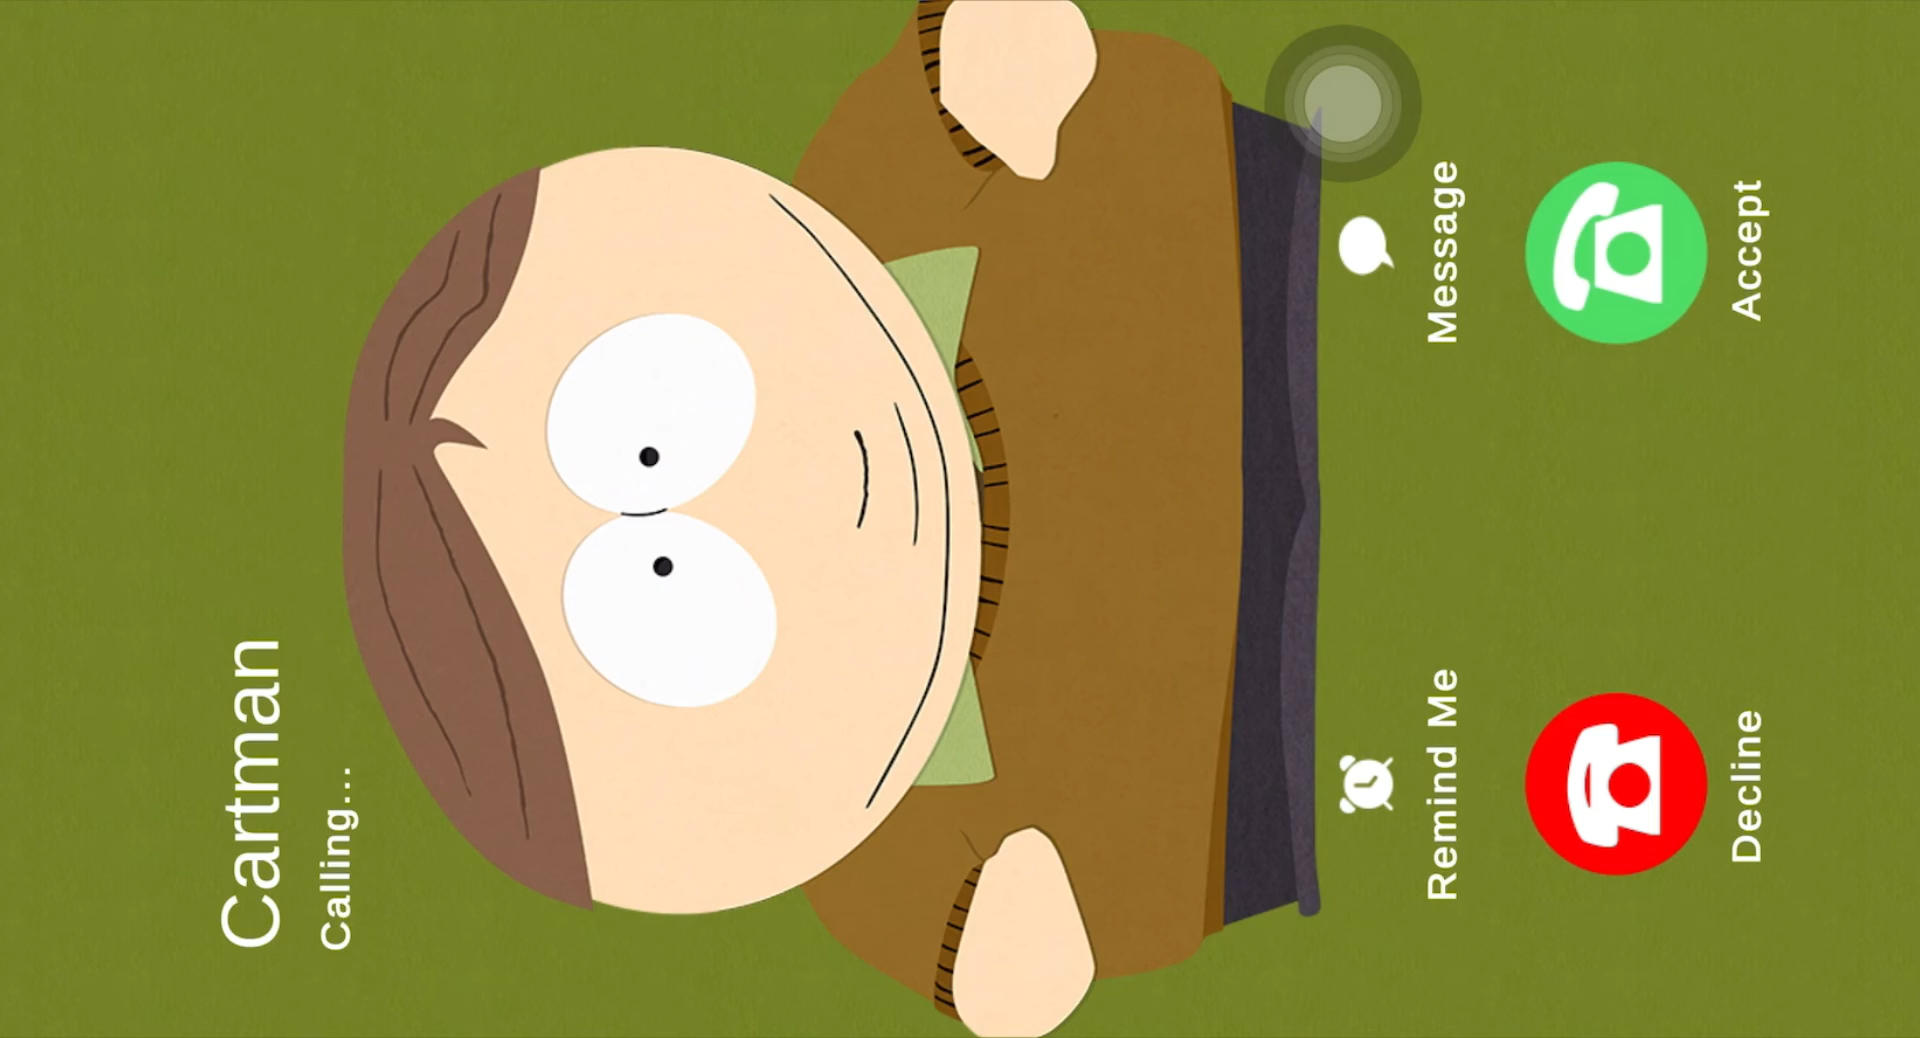 Cartman
Calling...
Remind Me
Message
Decline
Accept